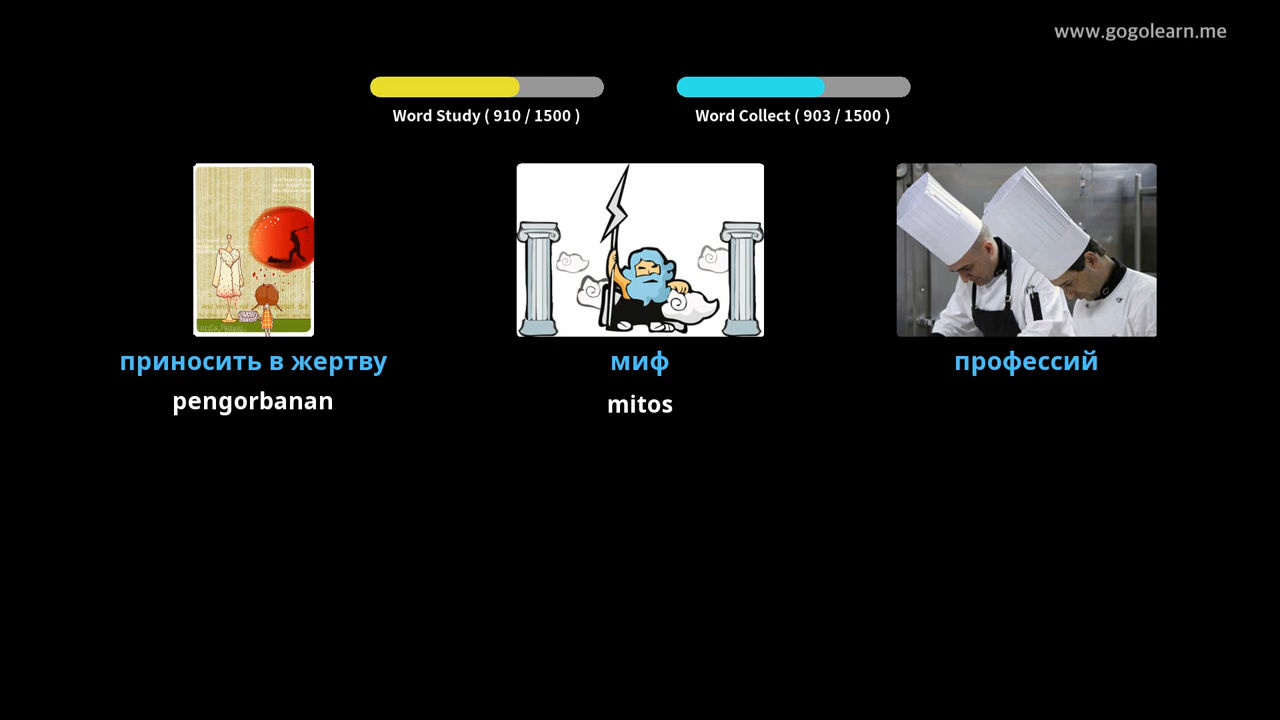 www.gogolearn.me
Word Study ( 910 / 1500 )
Word Collect ( 903 / 1500 )
приносить в жертву
миф
профессий
pengorbanan
mitos